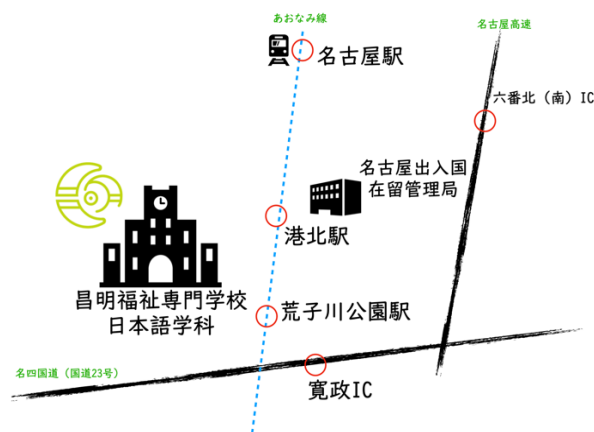 あおなみ線
名古屋高速
名古屋駅
六番北（南）IC
名古屋出入国
在留管理局
港北駅
昌明福祉専門学校
日本語学科
荒子川公園駅
名四国道（国道23号）
寛政IC